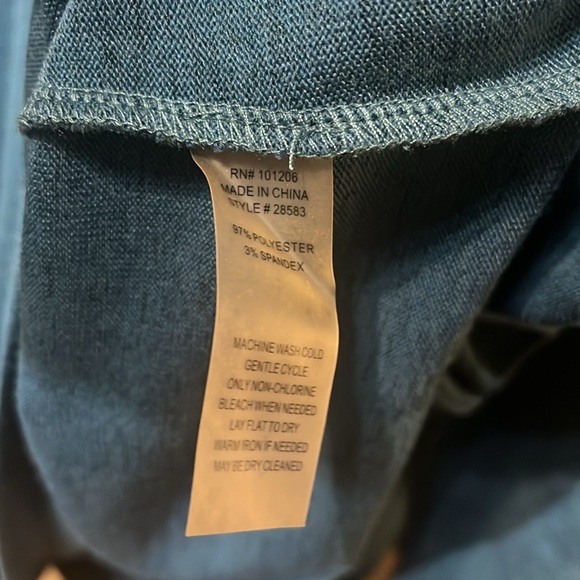 RN# 101206
MADE IN CHINA
STYLE # 28583
97% POLYESTER
3% SPANDEX
MACHINE WASH COLD
GENTLE CYCLE
ONLY NON-CHLORINE
BLEACH WHEN NEEDED
LAY FLAT TO DRY
WARM IRON IF NEEDED
MAY BE DRY CLEANED